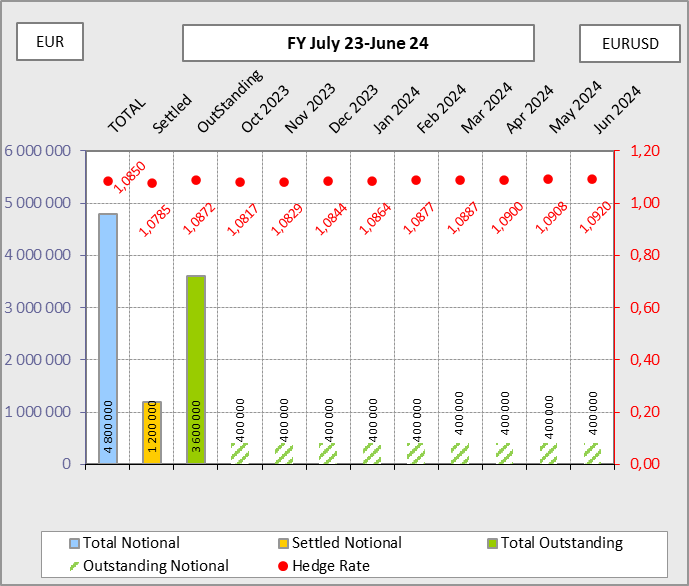 EUR
FY July 23-June 24
EURUSD
TOTAL
Settled
OutStanding
Oct 2023
Nov 2023
Dec 2023
Jan 2024
Feb 2024
Mar 2024
Apr 2024
May 2024
Jun 2024
6 000 000
5 000 000
4 000 000
3 000 000
2 000 000
1 000 000
0
1,20
1,00
0,80
0,60
0,40
0,20
0,00
1,0850
1,0785
1,0872
1,0817
1,0829
1,0844
1,0864
1,0877
1,0887
1,0900
1,0908
1,0920
4 800 000
1 200 000
3 600 000
400 000
400 000
400 000
400 000
400 000
400 000
400 000
400 000
400 000
Total Notional
Settled Notional
Total Outstanding
Outstanding Notional
Hedge Rate